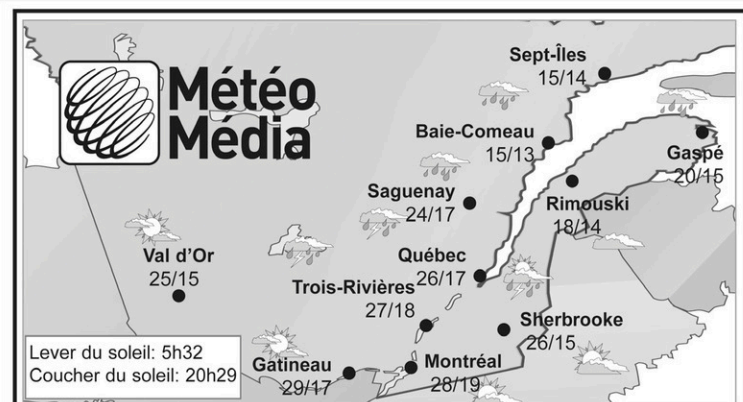 Météo
Média
Sept-Îles
15/14
Baie-Comeau
15/13
Gaspé
20/15
Saguenay
24/17
Rimouski
18/14
Val d'Or
25/15
Québec
26/17
Trois-Rivières
27/18
Sherbrooke
26/15
Lever du soleil: 5h32
Coucher du soleil: 20h29
Gatineau
29/17
Montréal
28/19